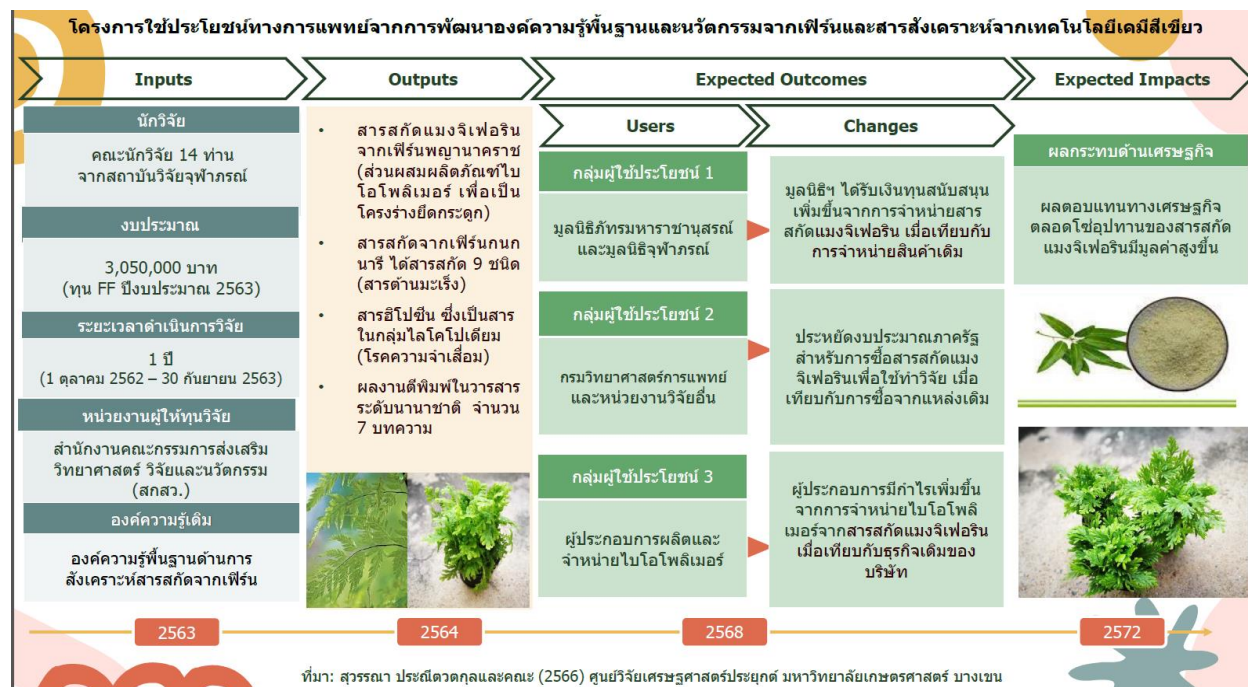 โครงการใช้ประโยชน์ทางการแพทย์จากการพัฒนาองค์ความรู้พื้นฐานและนวัตกรรมจากเฟิร์นและสารสังเคราะห์จากเทคโนโลยีเคมีสีเขียว
Inputs
Outputs
Expected Outcomes
Expected Impacts
Users
Changes
นักวิจัย
คณะนักวิจัย 14 ท่าน
จากสถาบันวิจัยจุฬาภรณ์
งบประมาณ
3,050,000 บาท
(ทุน FF ปีงบประมาณ 2563)
ระยะเวลาดำเนินการวิจัย
1 ปี
(1 ตุลาคม 2562 – 30 กันยายน 2563)
หน่วยงานผู้ให้ทุนวิจัย
สำนักงานคณะกรรมการส่งเสริม
วิทยาศาสตร์ วิจัยและนวัตกรรม
(สกสว.)
องค์ความรู้เดิม
องค์ความรู้พื้นฐานด้านการ
สังเคราะห์สารสกัดจากเฟิร์น
• สารสกัดแมงจิเฟอริน
จากเฟิร์นพญานาคราช
(ส่วนผสมผลิตภัณฑ์ไบ
โอโพลิเมอร์ เพื่อเป็น
โครงร่างยึดกระดูก)
• สารสกัดจากเฟิร์นกนก
นารี ได้สารสกัด 9 ชนิด
(สารต้านมะเร็ง)
• สารฮิโปซีน ซึ่งเป็นสาร
ในกลุ่มไลโคโปเดียม
(โรคความจำเสื่อม)
• ผลงานตีพิมพ์ในวารสาร
ระดับนานาชาติ จำนวน
7 บทความ
กลุ่มผู้ใช้ประโยชน์ 1
มูลนิธิภัทรมหาราชานุสรณ์
และมูลนิธิจุฬาภรณ์
มูลนิธิฯ ได้รับเงินทุนสนับสนุน
เพิ่มขึ้นจากการจำหน่ายสาร
สกัดแมงจิเฟอริน เมื่อเทียบกับ
การจำหน่ายสินค้าเดิม
กลุ่มผู้ใช้ประโยชน์ 2
กรมวิทยาศาสตร์การแพทย์
และหน่วยงานวิจัยอื่น
ประหยัดงบประมาณภาครัฐ
สำหรับการซื้อสารสกัดแมง
จิเฟอรินเพื่อใช้ทำวิจัย เมื่อ
เทียบกับการซื้อจากแหล่งเดิม
กลุ่มผู้ใช้ประโยชน์ 3
ผู้ประกอบการผลิตและ
จำหน่ายไบโอโพลิเมอร์
ผู้ประกอบการมีกำไรเพิ่มขึ้น
จากการจำหน่ายไบโอโพลิ
เมอร์จากสารสกัดแมงจิเฟอริน
เมื่อเทียบกับธุรกิจเดิมของ
บริษัท
ผลกระทบด้านเศรษฐกิจ
ผลตอบแทนทางเศรษฐกิจ
ตลอดโซ่อุปทานของสารสกัด
แมงจิเฟอรินมีมูลค่าสูงขึ้น
2563
2564
2568
2572
ที่มา: สุวรรณา ประณีตวตกุลและคณะ (2566) ศูนย์วิจัยเศรษฐศาสตร์ประยุกต์ มหาวิทยาลัยเกษตรศาสตร์ บางเขน